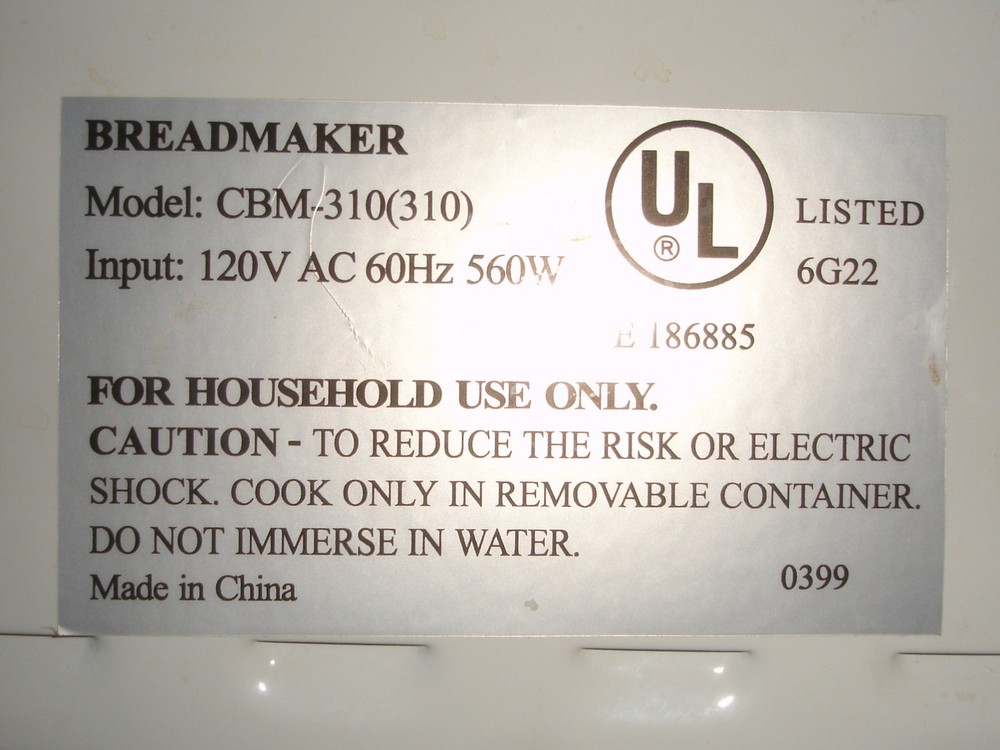 BREADMAKER
Model: CBM-310(310)
Input: 120V AC 60Hz 560W
UL
®
LISTED
6G22
E 186885
FOR HOUSEHOLD USE ONLY.
CAUTION - TO REDUCE THE RISK OR ELECTRIC
SHOCK. COOK ONLY IN REMOVABLE CONTAINER.
DO NOT IMMERSE IN WATER.
Made in China
0399